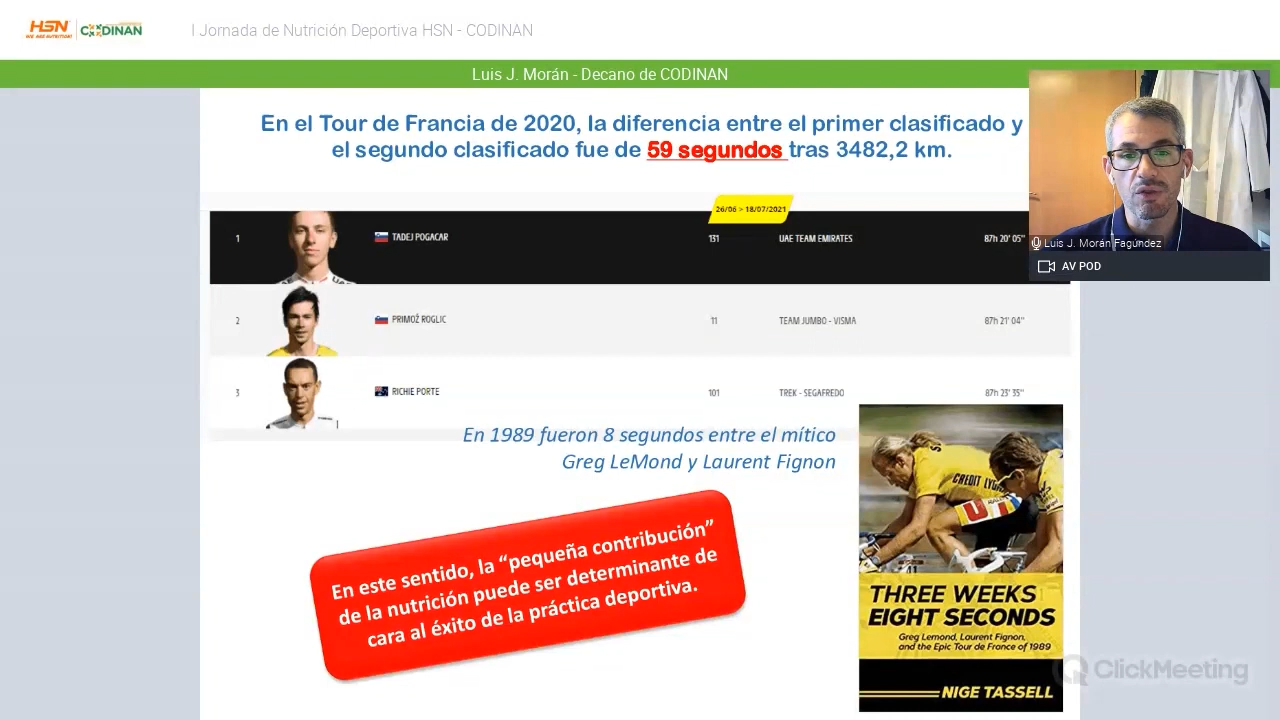 HSN
WE ARE NUTRITION!
CODINAN
I Jornada de Nutrición Deportiva HSN - CODINAN
Luis J. Morán - Decano de CODINAN
En el Tour de Francia de 2020, la diferencia entre el primer clasificado y
el segundo clasificado fue de 59 segundos tras 3482,2 km.
26/06 > 18/07/2021
1 TADEJ POGACAR 131 UAE TEAM EMIRATES 87h 20' 05''
2 PRIMOŽ ROGLIC 11 TEAM JUMBO - VISMA 87h 21' 04''
3 RICHIE PORTE 101 TREK - SEGAFREDO 87h 23' 35''
Luis J. Morán Fagúndez
AV POD
En 1989 fueron 8 segundos entre el mítico
Greg LeMond y Laurent Fignon
En este sentido, la “pequeña contribución”
de la nutrición puede ser determinante de
cara al éxito de la práctica deportiva.
CREDIT LYO
THREE WEEKS
EIGHT SECONDS
Greg Lemond, Laurent Fignon,
and the Epic Tour de France of 1989
NIGE TASSELL
ClickMeeting